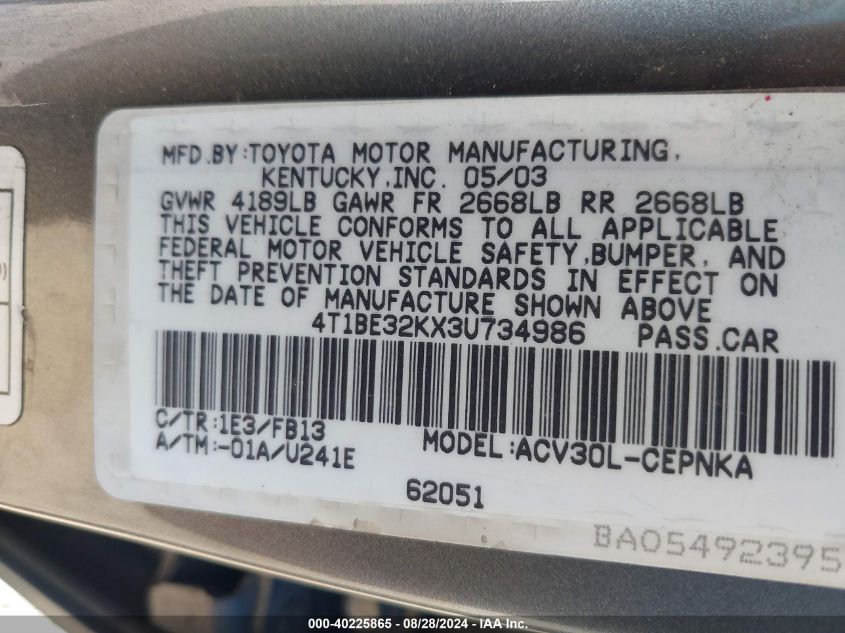 MFD.BY:TOYOTA MOTOR MANUFACTURING,
KENTUCKY,INC. 05/03
GVWR 4189LB GAWR FR 2668LB RR 2668LB
THIS VEHICLE CONFORMS TO ALL APPLICABLE
FEDERAL MOTOR VEHICLE SAFETY,BUMPER, AND
THEFT PREVENTION STANDARDS IN EFFECT ON
THE DATE OF MANUFACTURE SHOWN ABOVE
4T1BE32KX3U734986 PASS.CAR
C/TR:1E3/FB13
A/TM:-01A/U241E MODEL:ACV30L-CEPNKA
62051
BA05492395
000-40225865 - 08/28/2024 - IAA Inc.